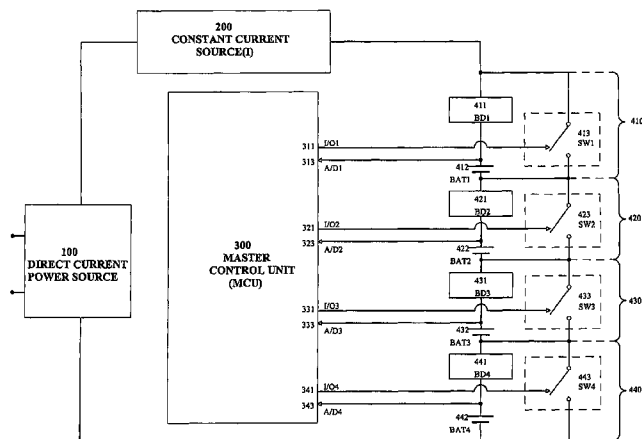 200
CONSTANT CURRENT
SOURCE(I)
100
DIRECT CURRENT
POWER SOURCE
300
MASTER
CONTROL UNIT
(MCU)
311
I/O1
313
A/D1
321
I/O2
323
A/D2
331
I/O3
333
A/D3
341
I/O4
343
A/D4
411
BD1
412
BAT1
413
SW1
410
421
BD2
422
BAT2
423
SW2
420
431
BD3
432
BAT3
433
SW3
430
441
BD4
442
BAT4
443
SW4
440